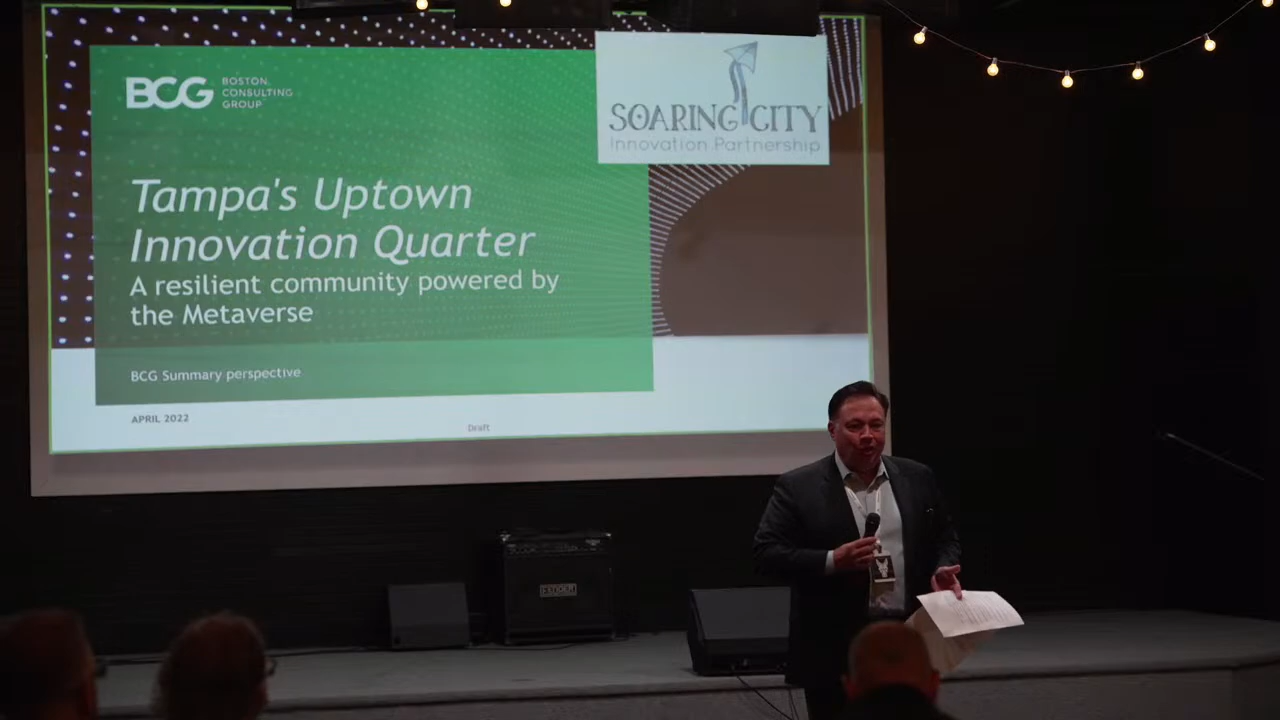 BCG
BOSTON
CONSULTING
GROUP
SOARING CITY
Innovation Partnership
Tampa's Uptown
Innovation Quarter
A resilient community powered by
the Metaverse
BCG Summary perspective
APRIL 2022
Draft
FENDER